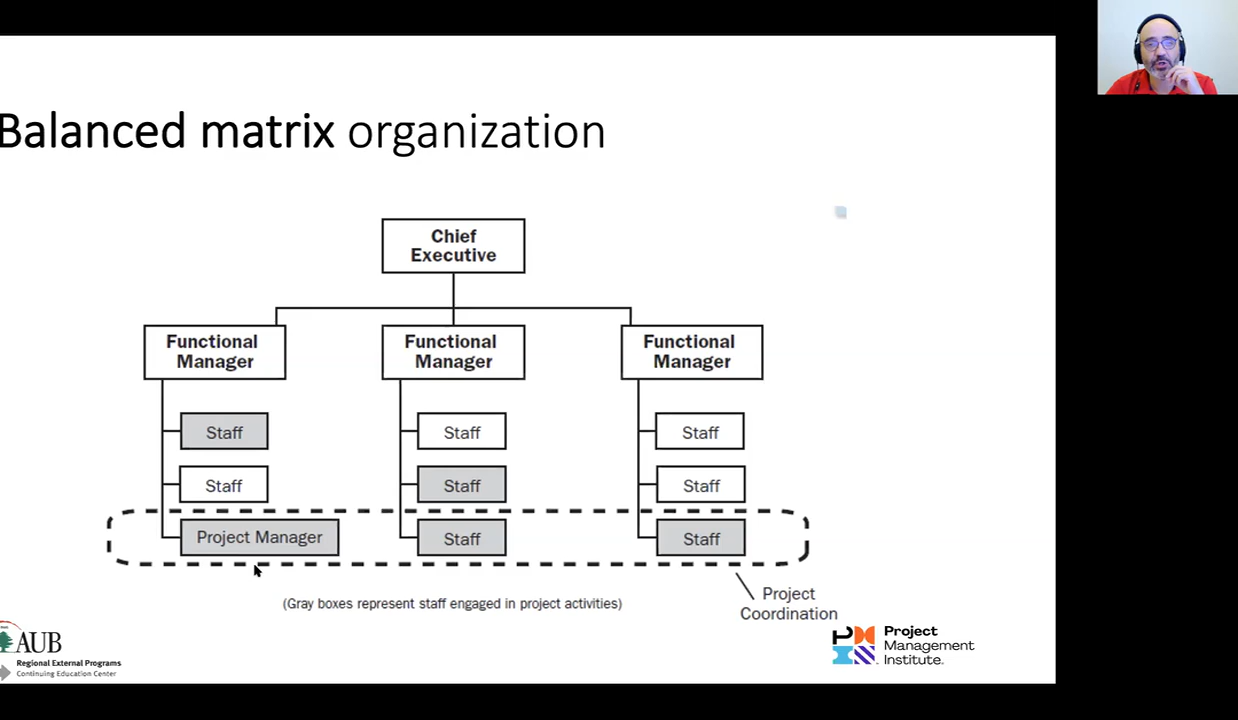 Balanced matrix organization
Chief
Executive
Functional
Manager
Functional
Manager
Functional
Manager
Staff
Staff
Staff
Staff
Staff
Staff
Project Manager
Staff
Staff
(Gray boxes represent staff engaged in project activities)
Project
Coordination
AUB
Regional External Programs
Continuing Education Center
Project
Management
Institute.